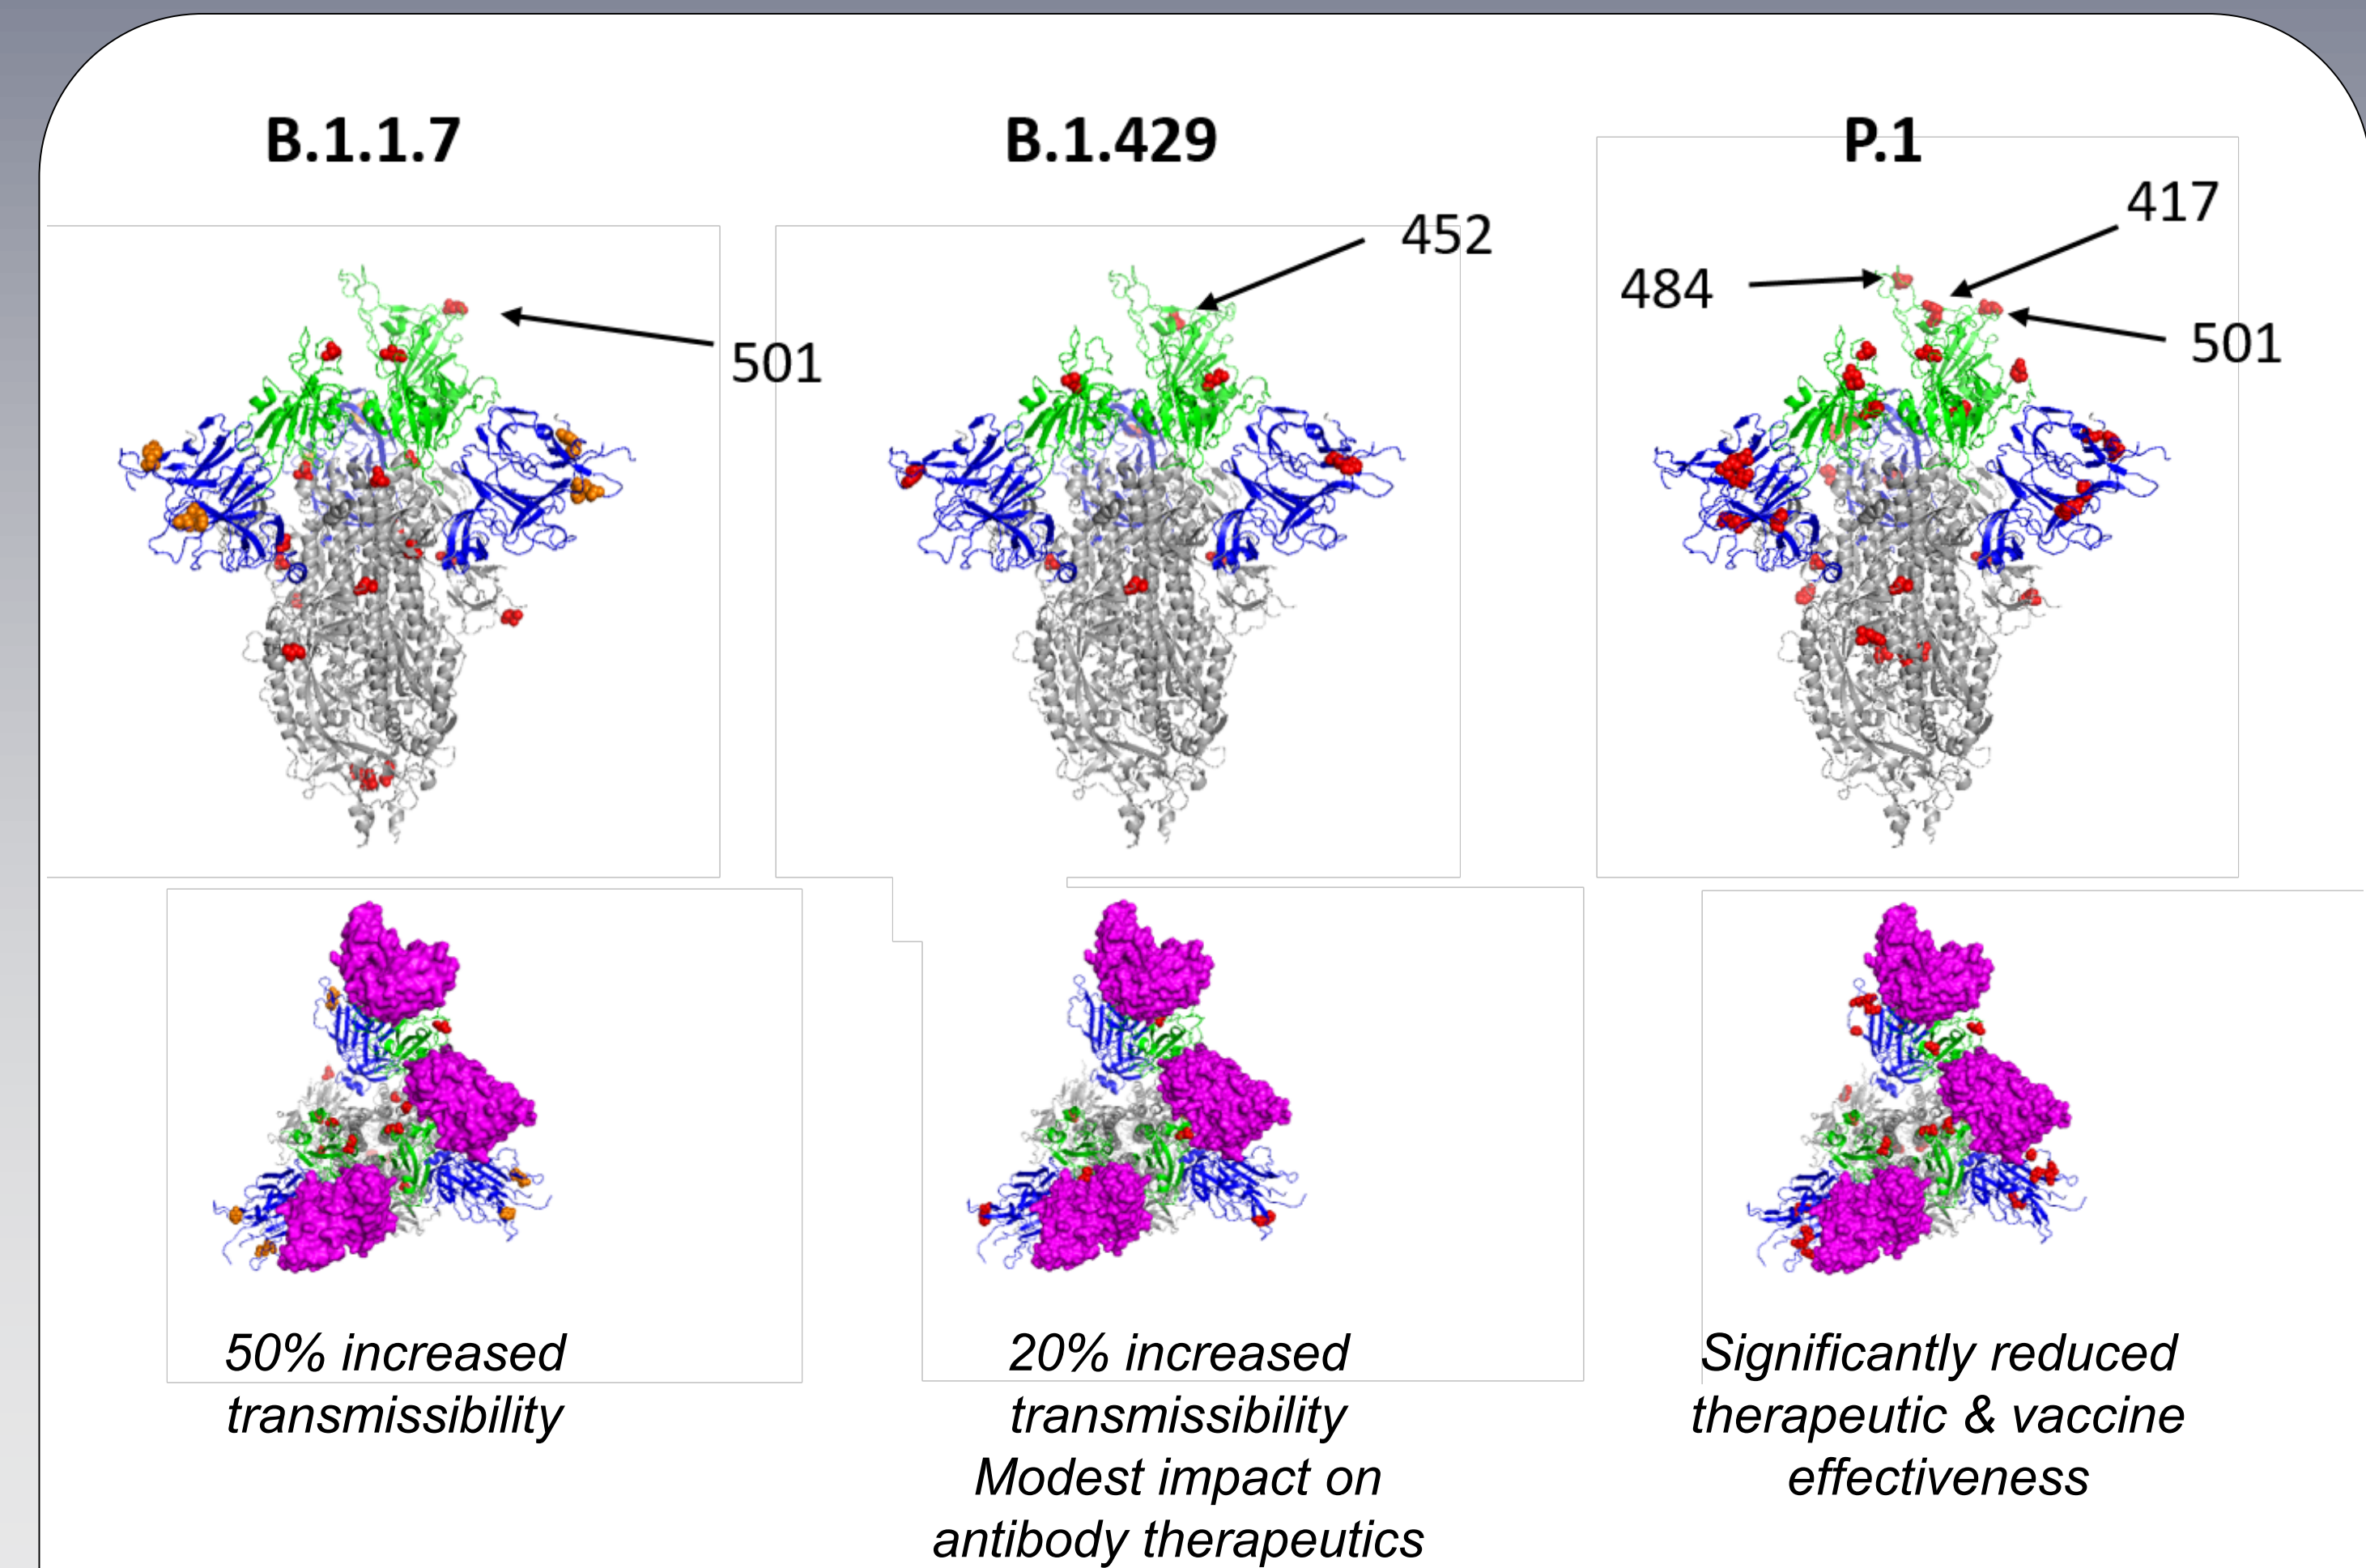 B.1.1.7
B.1.429
P.1
501
452
484
417
501
50% increased
transmissibility
20% increased
transmissibility
Modest impact on
antibody therapeutics
Significantly reduced
therapeutic & vaccine
effectiveness